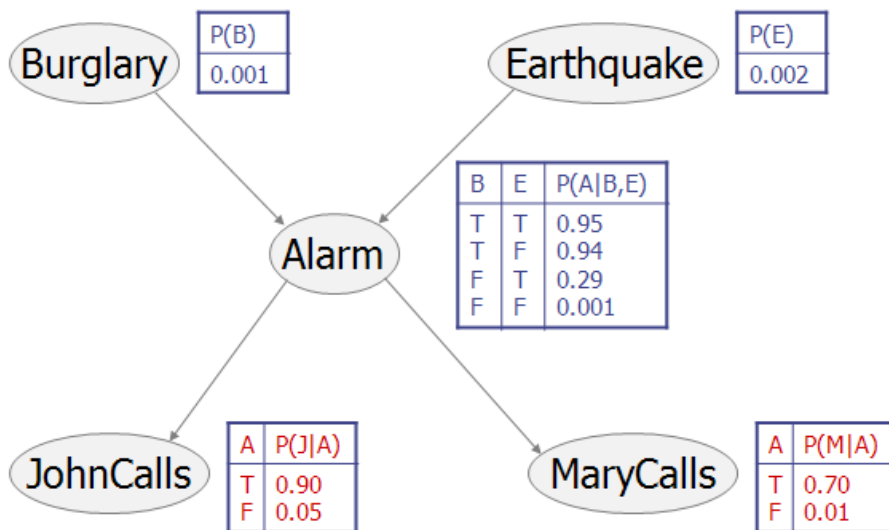 Burglary
P(B)
0.001
Earthquake
P(E)
0.002
B E P(A|B,E)
T T 0.95
T F 0.94
F T 0.29
F F 0.001
Alarm
JohnCalls
A P(J|A)
T 0.90
F 0.05
MaryCalls
A P(M|A)
T 0.70
F 0.01